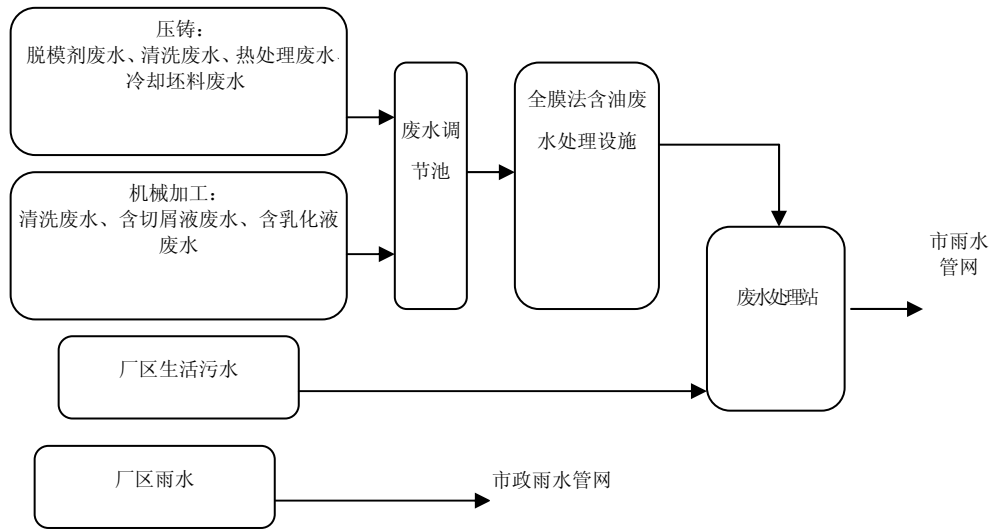 压铸：
脱模剂废水、清洗废水、热处理废水、
冷却坯料废水
机械加工：
清洗废水、含切屑液废水、含乳化液
废水
废水调
节池
全膜法含油废
水处理设施
废水处理站
市雨水
管网
厂区生活污水
厂区雨水
市政雨水管网